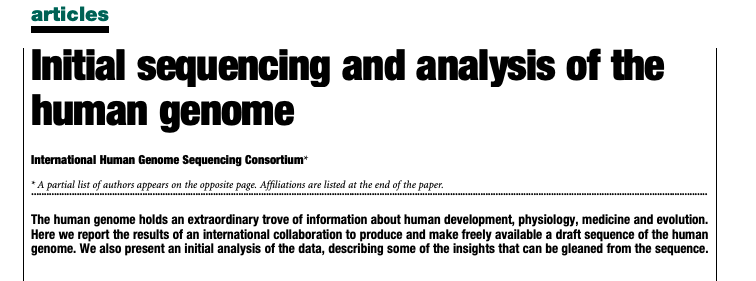 articles
Initial sequencing and analysis of the
human genome
International Human Genome Sequencing Consortium*
* A partial list of authors appears on the opposite page. Affiliations are listed at the end of the paper.
The human genome holds an extraordinary trove of information about human development, physiology, medicine and evolution.
Here we report the results of an international collaboration to produce and make freely available a draft sequence of the human
genome. We also present an initial analysis of the data, describing some of the insights that can be gleaned from the sequence.